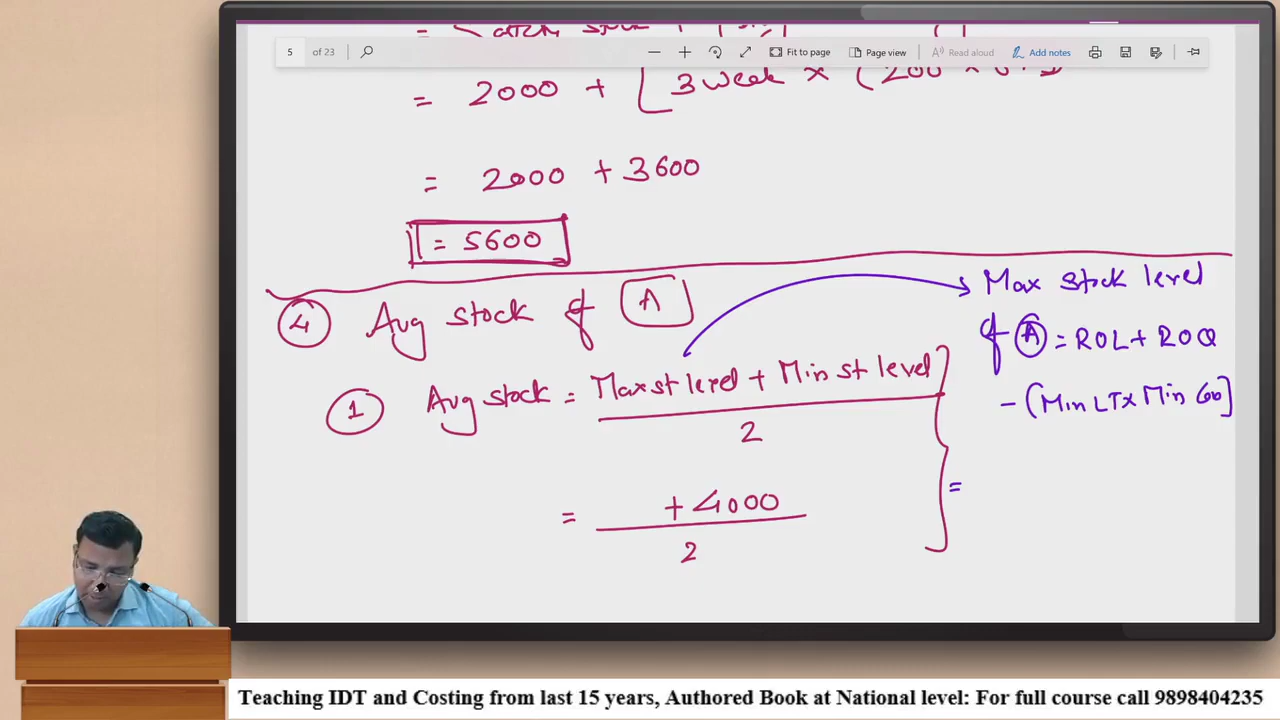 5 of 23 Fit to page Page view Read aloud Add notes
= 2000 + [3 week × (200 ×
= 2000 + 3600
= 5600
4 Avg stock of A
Max stock level
of A = ROL + ROQ
- (Min LT × Min Co]
1 Avg stock = Max st level + Min st level
2
= + 4000
2
=
Teaching IDT and Costing from last 15 years, Authored Book at National level: For full course call 9898404235